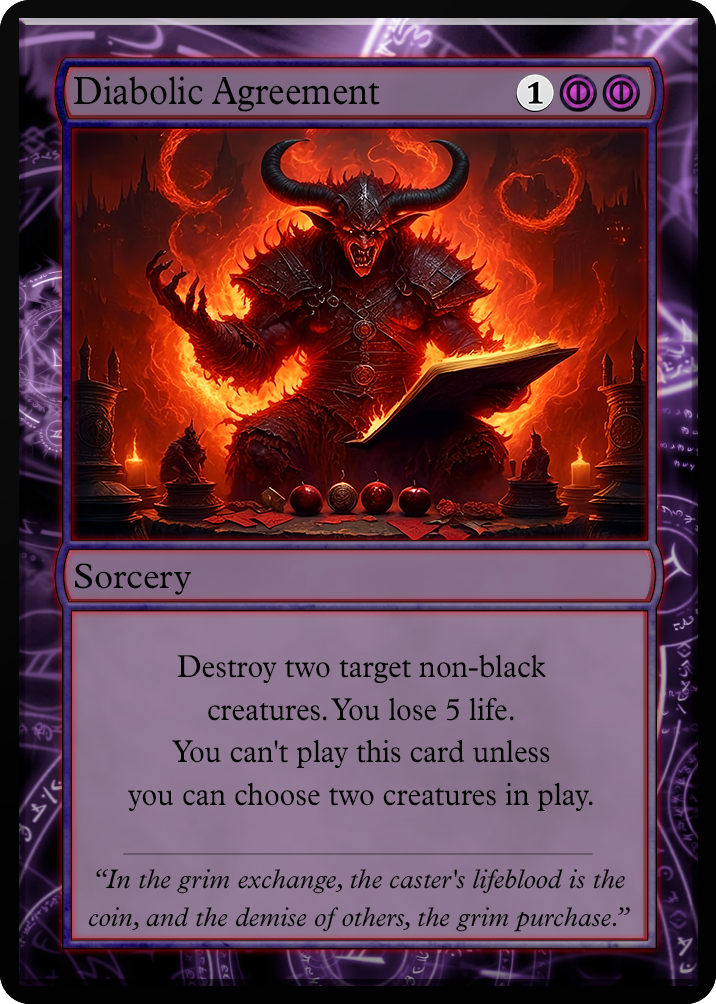 Diabolic Agreement 1
Sorcery
Destroy two target non-black
creatures. You lose 5 life.
You can't play this card unless
you can choose two creatures in play.
“In the grim exchange, the caster's lifeblood is the
coin, and the demise of others, the grim purchase.”